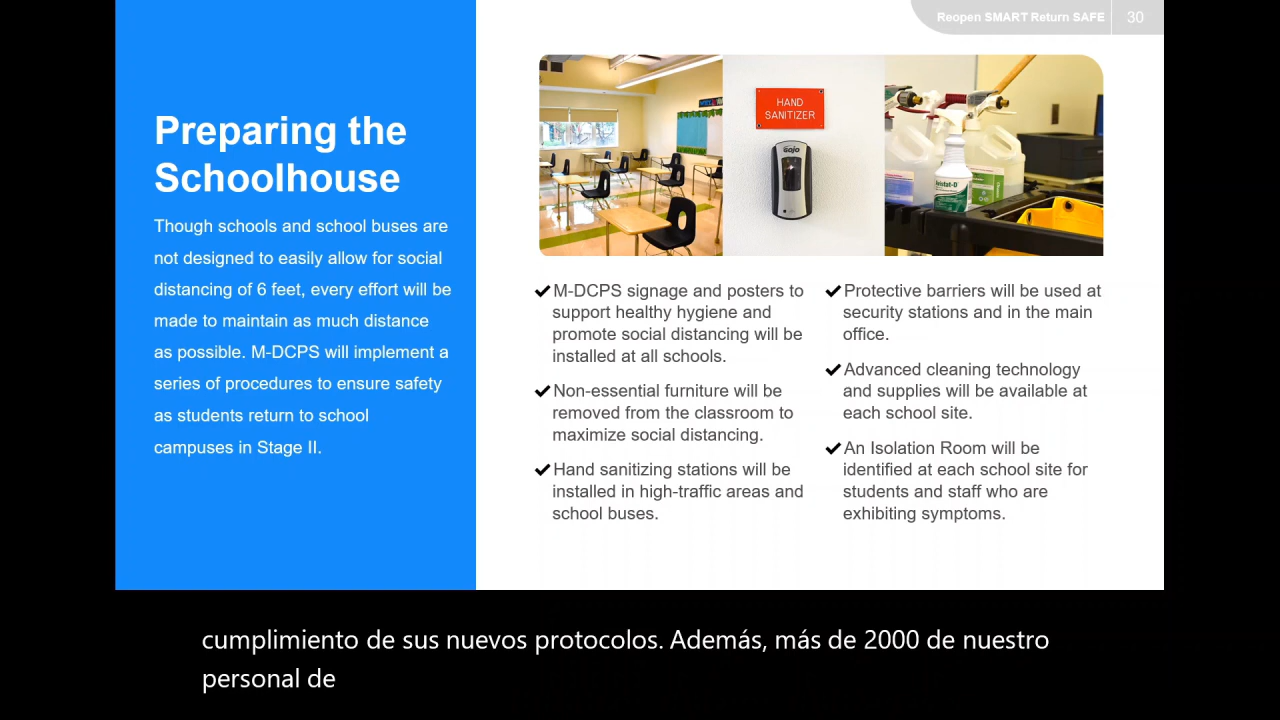 Reopen SMART Return SAFE 30
Preparing the
Schoolhouse
Though schools and school buses are
not designed to easily allow for social
distancing of 6 feet, every effort will be
made to maintain as much distance
as possible. M-DCPS will implement a
series of procedures to ensure safety
as students return to school
campuses in Stage II.
HAND
SANITIZER
GOJO
M-DCPS signage and posters to
support healthy hygiene and
promote social distancing will be
installed at all schools.
Non-essential furniture will be
removed from the classroom to
maximize social distancing.
Hand sanitizing stations will be
installed in high-traffic areas and
school buses.
Protective barriers will be used at
security stations and in the main
office.
Advanced cleaning technology
and supplies will be available at
each school site.
An Isolation Room will be
identified at each school site for
students and staff who are
exhibiting symptoms.
cumplimiento de sus nuevos protocolos. Además, más de 2000 de nuestro
personal de